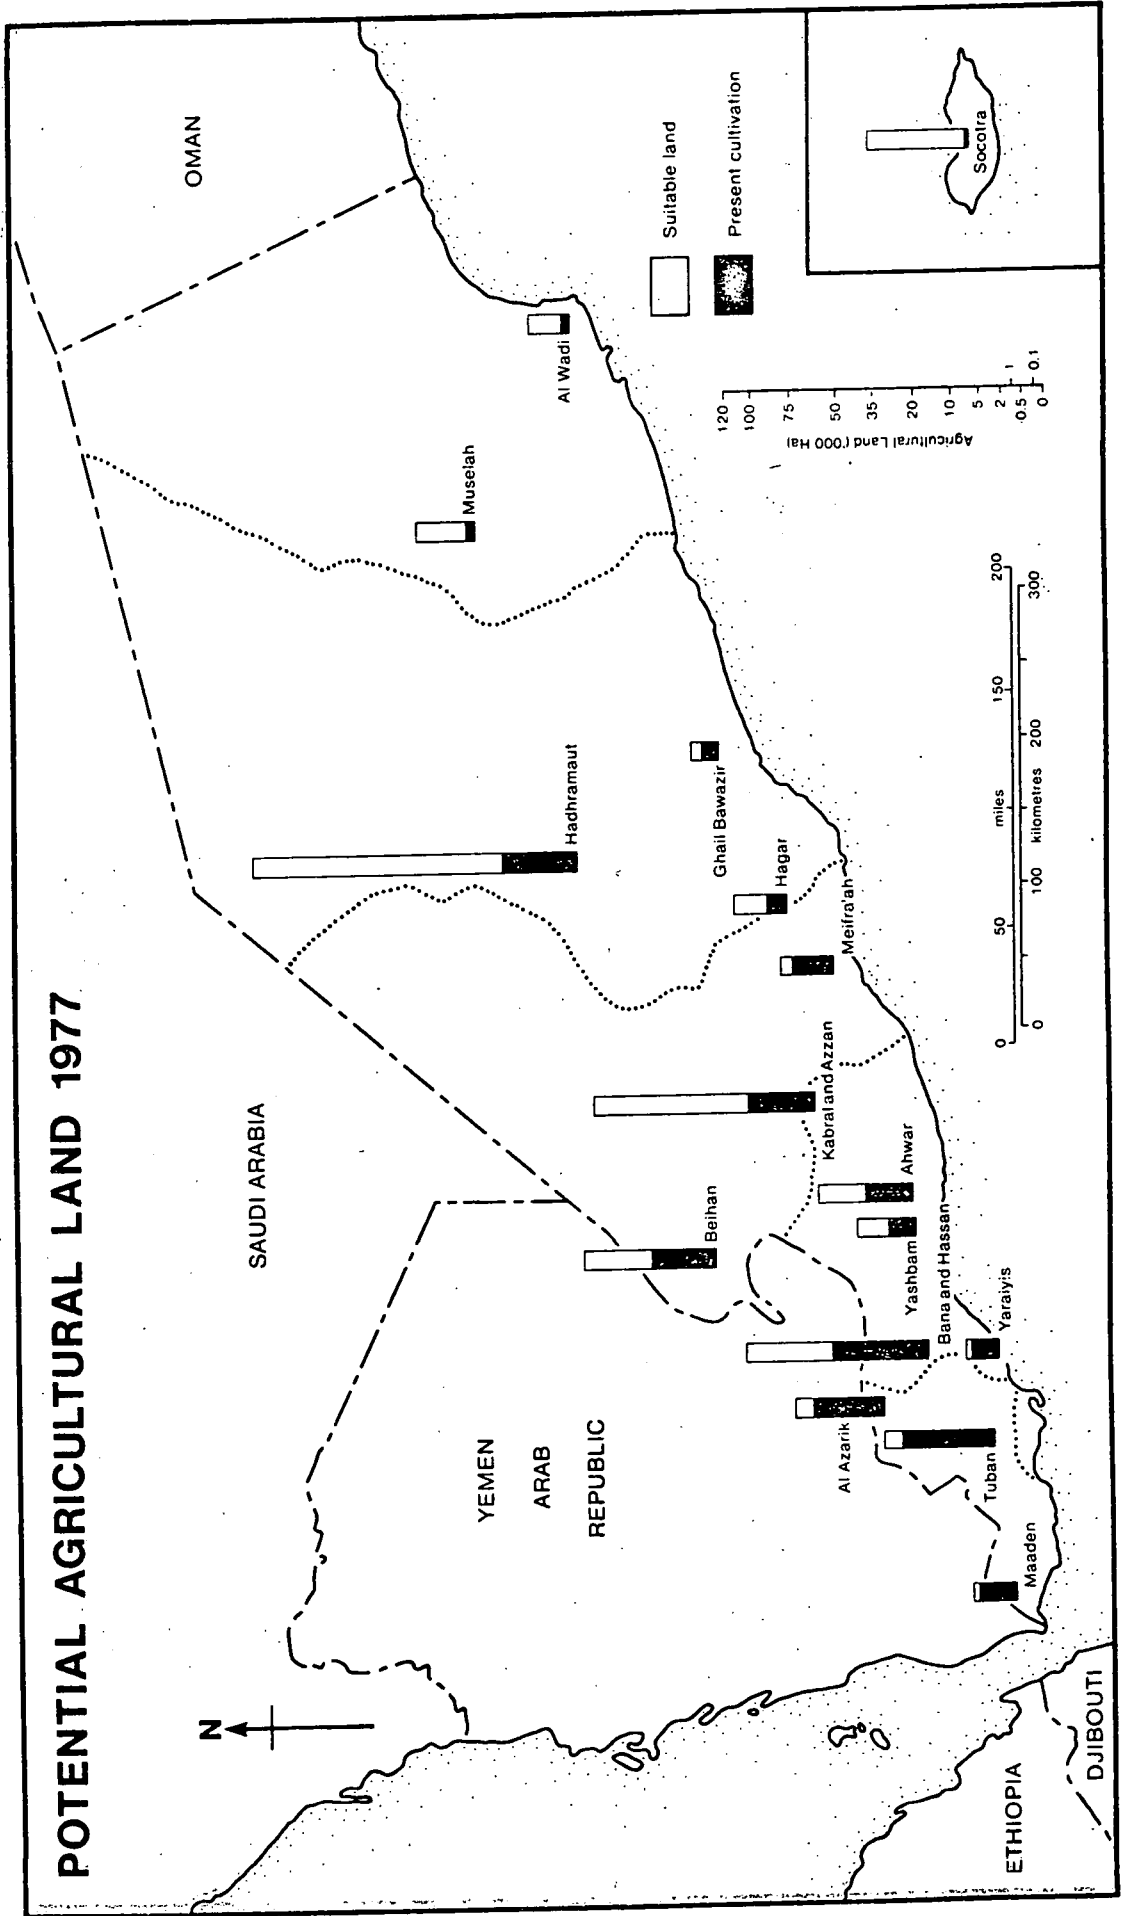 POTENTIAL AGRICULTURAL LAND 1977
N
SAUDI ARABIA
OMAN
YEMEN
ARAB
REPUBLIC
ETHIOPIA
DJIBOUTI
Hadhramaut
Muselah
Al Wadi
Ghail Bawazir
Hagar
Meifra'ah
Kabral and Azzan
Beihan
Ahwar
Yashbam
Bana and Hassan
Yaraiyis
Al Azarik
Tuban
Maaden
Suitable land
Present cultivation
Socotra
Agricultural Land ('000 Ha)
120
100
75
50
35
20
10
5
2
1
0.5
0.1
0
0 50 miles 150 200
0 100 kilometres 200 300